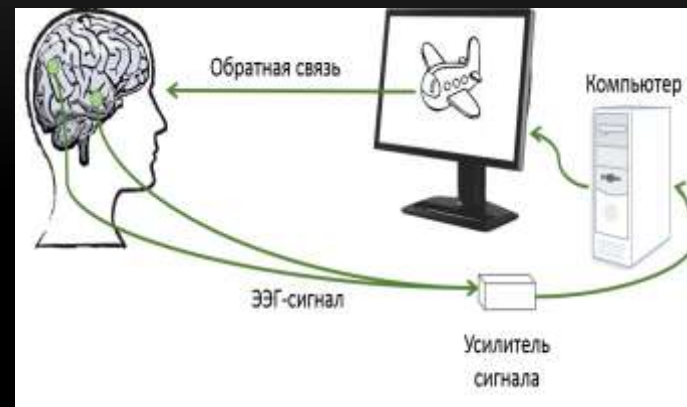 Обратная связь
Компьютер
ЭЭГ-сигнал
Усилитель
сигнала